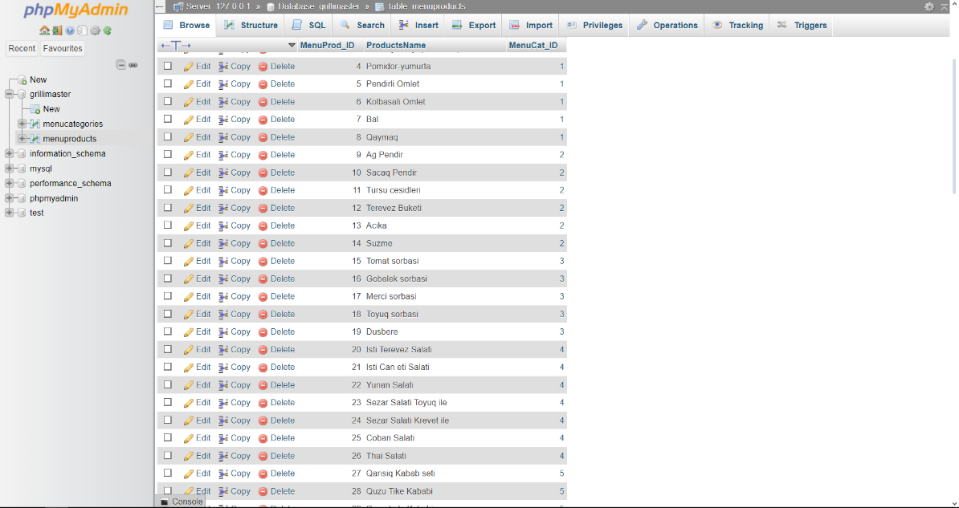 phpMyAdmin
Recent Favourites
New
grillimaster
New
menucategories
menuproducts
information_schema
mysql
performance_schema
phpmyadmin
test
Server: 127.0.0.1 » Database: grillimaster » Table: menuproducts
Browse Structure SQL Search Insert Export Import Privileges Operations Tracking Triggers
←T→ MenuProd_ID ProductsName MenuCat_ID
Edit Copy Delete 4 Pomidor-yumurta 1
Edit Copy Delete 5 Pendirli Omlet 1
Edit Copy Delete 6 Kolbasali Omlet 1
Edit Copy Delete 7 Bal 1
Edit Copy Delete 8 Qaymaq 1
Edit Copy Delete 9 Ag Pendir 2
Edit Copy Delete 10 Sacaq Pendir 2
Edit Copy Delete 11 Tursu cesidleri 2
Edit Copy Delete 12 Terevez Buketi 2
Edit Copy Delete 13 Acika 2
Edit Copy Delete 14 Suzme 2
Edit Copy Delete 15 Tomat sorbasi 3
Edit Copy Delete 16 Gobelek sorbasi 3
Edit Copy Delete 17 Merci sorbasi 3
Edit Copy Delete 18 Toyuq sorbasi 3
Edit Copy Delete 19 Dusbere 3
Edit Copy Delete 20 Isti Terevez Salati 4
Edit Copy Delete 21 Isti Can eti Salati 4
Edit Copy Delete 22 Yunan Salati 4
Edit Copy Delete 23 Sezar Salati Toyuq ile 4
Edit Copy Delete 24 Sezar Salati Krevet ile 4
Edit Copy Delete 25 Coban Salati 4
Edit Copy Delete 26 Thai Salati 4
Edit Copy Delete 27 Qarisiq Kabab seti 5
Edit Copy Delete 28 Quzu Tike Kababi 5
Console